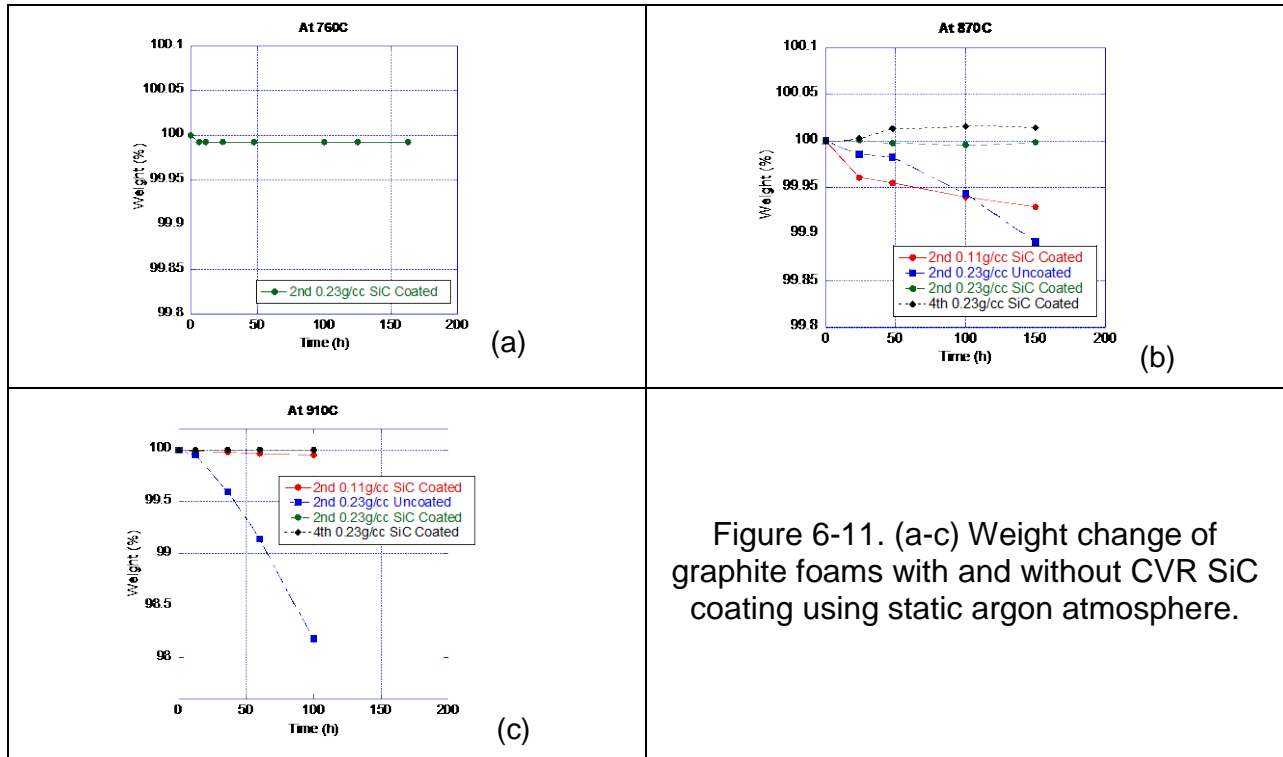 At 760C
100.1
100.05
100
99.95
99.9
99.85
99.8
Weight (%)
2nd 0.23g/cc SiC Coated
0 50 100 150 200
Time (h)
(a)
At 870C
100.1
100.05
100
99.95
99.9
99.85
99.8
Weight (%)
2nd 0.11g/cc SiC Coated
2nd 0.23g/cc Uncoated
2nd 0.23g/cc SiC Coated
4th 0.23g/cc SiC Coated
0 50 100 150 200
Time (h)
(b)
At 910C
100
99.5
99
98.5
98
Weight (%)
2nd 0.11g/cc SiC Coated
2nd 0.23g/cc Uncoated
2nd 0.23g/cc SiC Coated
4th 0.23g/cc SiC Coated
0 50 100 150 200
Time (h)
(c)
Figure 6-11. (a-c) Weight change of
graphite foams with and without CVR SiC
coating using static argon atmosphere.